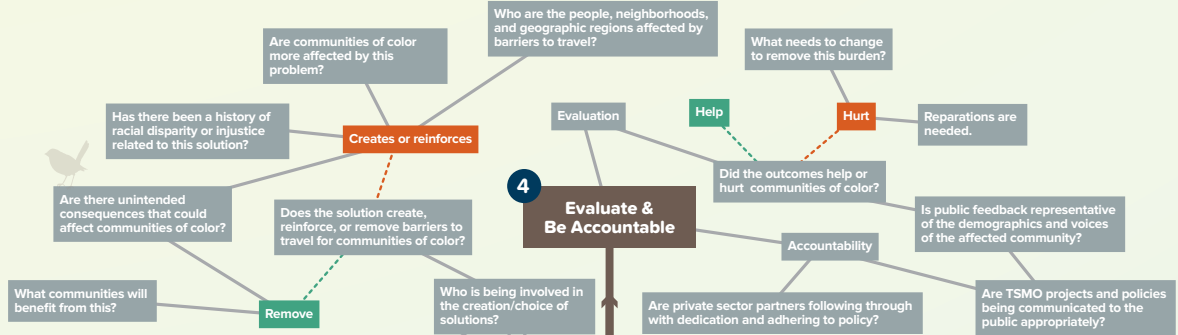 Who are the people, neighborhoods,
and geographic regions affected by
barriers to travel?
Are communities of color
more affected by this
problem?
What needs to change
to remove this burden?
Has there been a history of
racial disparity or injustice
related to this solution?
Creates or reinforces
Evaluation
Help
Hurt
Reparations are
needed.
Did the outcomes help or
hurt communities of color?
4
Evaluate &
Be Accountable
Are there unintended
consequences that could
affect communities of color?
Does the solution create,
reinforce, or remove barriers to
travel for communities of color?
Is public feedback representative
of the demographics and voices
of the affected community?
Accountability
What communities will
benefit from this?
Remove
Who is being involved in
the creation/choice of
solutions?
Are private sector partners following through
with dedication and adhering to policy?
Are TSMO projects and policies
being communicated to the
public appropriately?